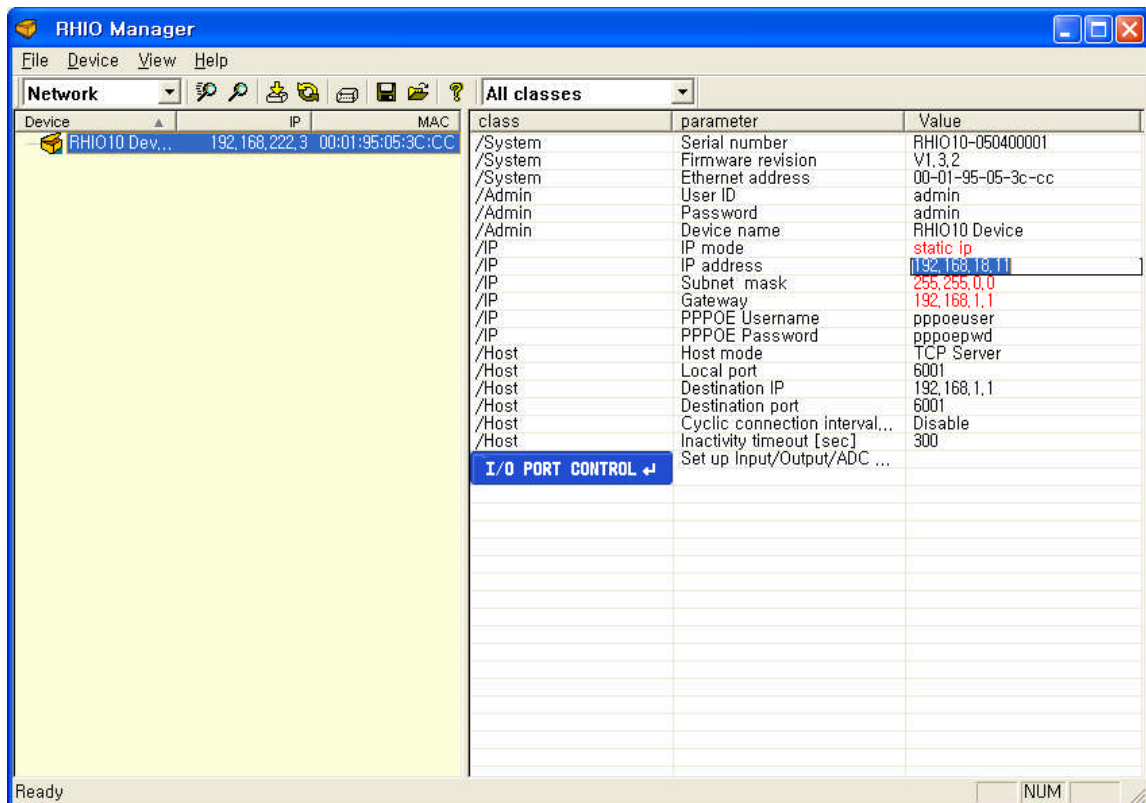 RHIO Manager
File Device View Help
Network All classes
Device IP MAC
RHIO10 Dev... 192,168,222,3 00:01:95:05:3C:CC
class parameter Value
/System Serial number RHIO10-050400001
/System Firmware revision V1,3,2
/System Ethernet address 00-01-95-05-3c-cc
/Admin User ID admin
/Admin Password admin
/Admin Device name RHIO10 Device
/IP IP mode static ip
/IP IP address 192,168,18,11
/IP Subnet mask 255,255,0,0
/IP Gateway 192,168,1,1
/IP PPPOE Username pppoeuser
/IP PPPOE Password pppoepwd
/Host Host mode TCP Server
/Host Local port 6001
/Host Destination IP 192,168,1,1
/Host Destination port 6001
/Host Cyclic connection interval... Disable
/Host Inactivity timeout [sec] 300
I/O PORT CONTROL ↵ Set up Input/Output/ADC ...
Ready NUM